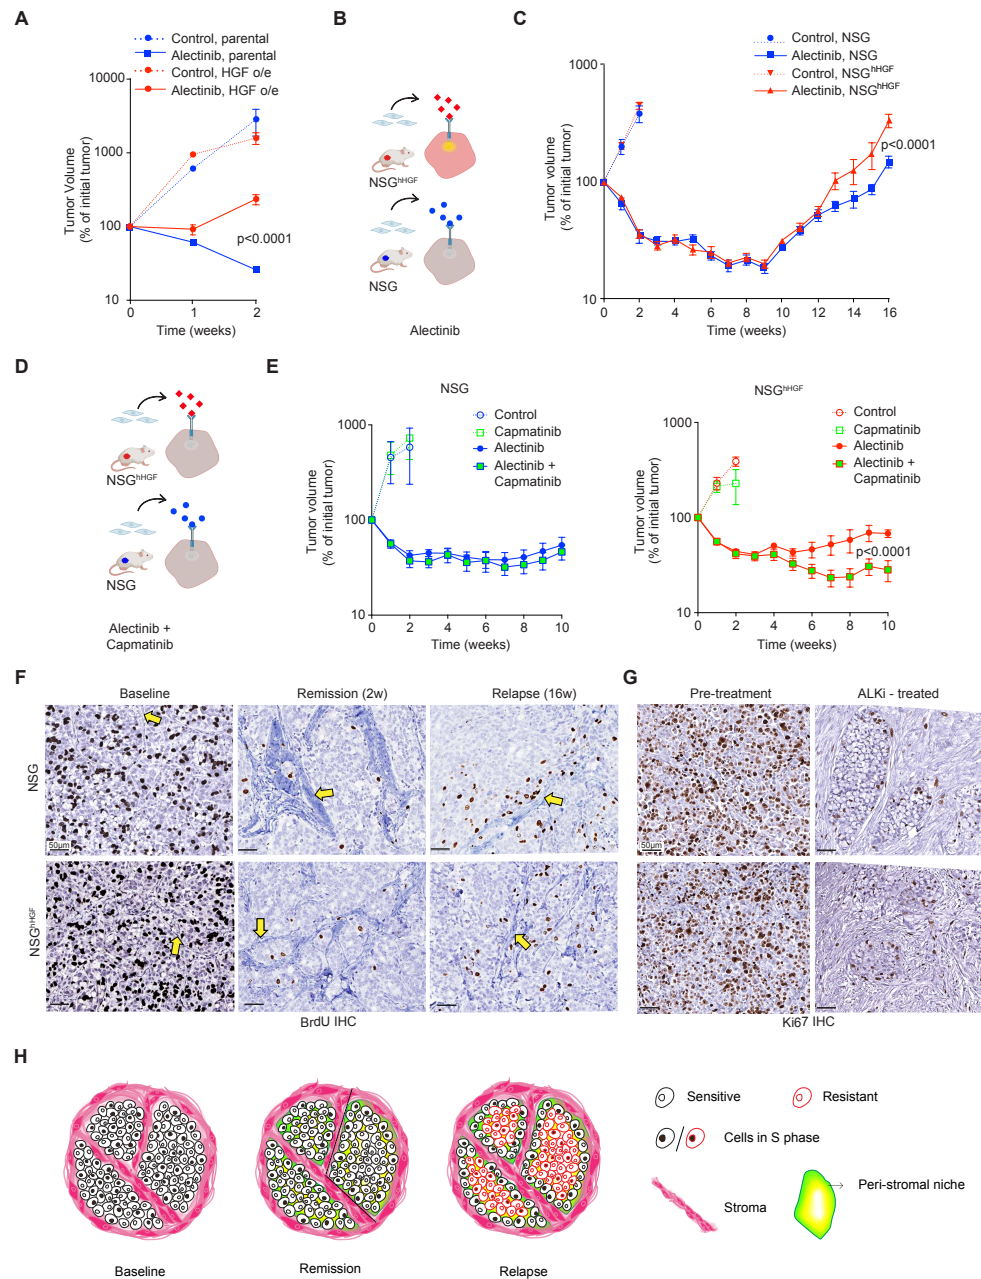 A
Control, parental
Alectinib, parental
Control, HGF o/e
Alectinib, HGF o/e
10000
1000
100
10
Tumor Volume
(% of initial tumor)
p<0.0001
0
1
2
Time (weeks)
B
NSGhHGF
NSG
Alectinib
C
Control, NSG
Alectinib, NSG
Control, NSGhHGF
Alectinib, NSGhHGF
1000
100
10
Tumor Volume
(% of initial tumor)
p<0.0001
0 2 4 6 8 10 12 14 16
Time (weeks)
D
NSGhHGF
NSG
Alectinib +
Capmatinib
E
NSG
Control
Capmatinib
Alectinib
Alectinib +
Capmatinib
1000
100
10
Tumor volume
(% of initial tumor)
0 2 4 6 8 10
Time (weeks)
NSGhHGF
Control
Capmatinib
Alectinib
Alectinib +
Capmatinib
1000
100
10
Tumor volume
(% of initial tumor)
p<0.0001
0 2 4 6 8 10
Time (weeks)
F
Baseline
Remission (2w)
Relapse (16w)
NSG
50µm
NSGhHGF
BrdU IHC
G
Pre-treatment
ALKi - treated
50µm
Ki67 IHC
H
Baseline
Remission
Relapse
Sensitive
Resistant
Cells in S phase
Stroma
Peri-stromal niche